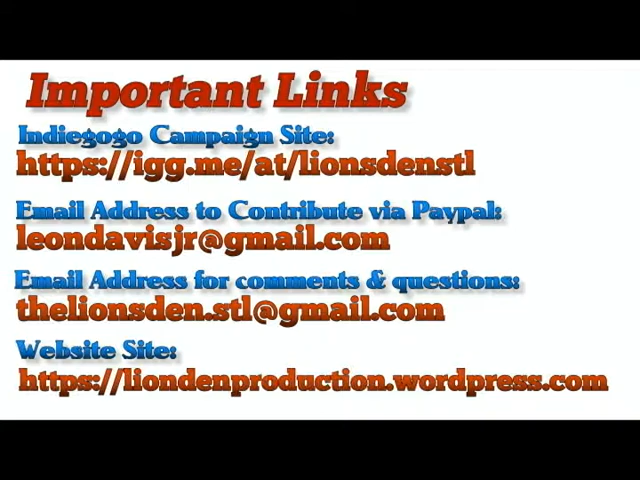 Important Links
Indiegogo Campaign Site:
https://igg.me/at/lionsdenstl
Email Address to Contribute via Paypal:
leondavisjr@gmail.com
Email Address for comments & questions:
thelionsden.stl@gmail.com
Website Site:
https://liondenproduction.wordpress.com